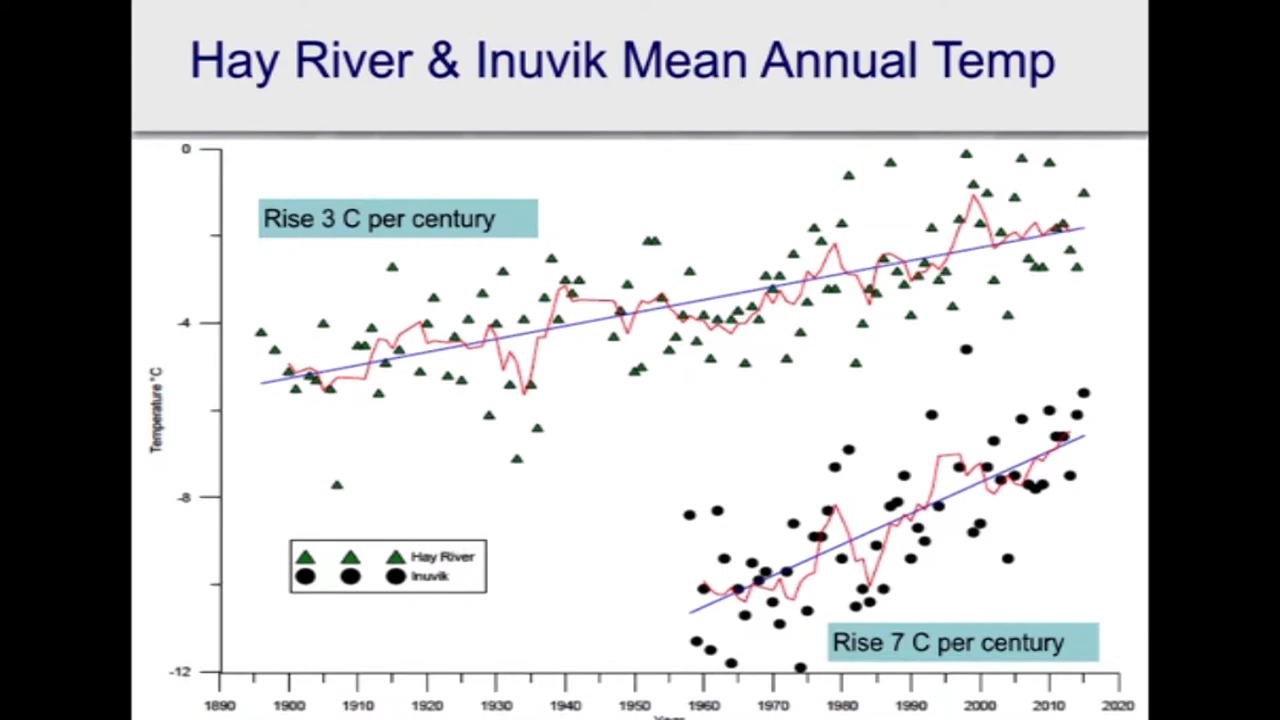 Hay River & Inuvik Mean Annual Temp
Rise 3 C per century
Temperature °C
0
-4
-8
-12
Hay River
Inuvik
Rise 7 C per century
1890 1900 1910 1920 1930 1940 1950 1960 1970 1980 1990 2000 2010 2020